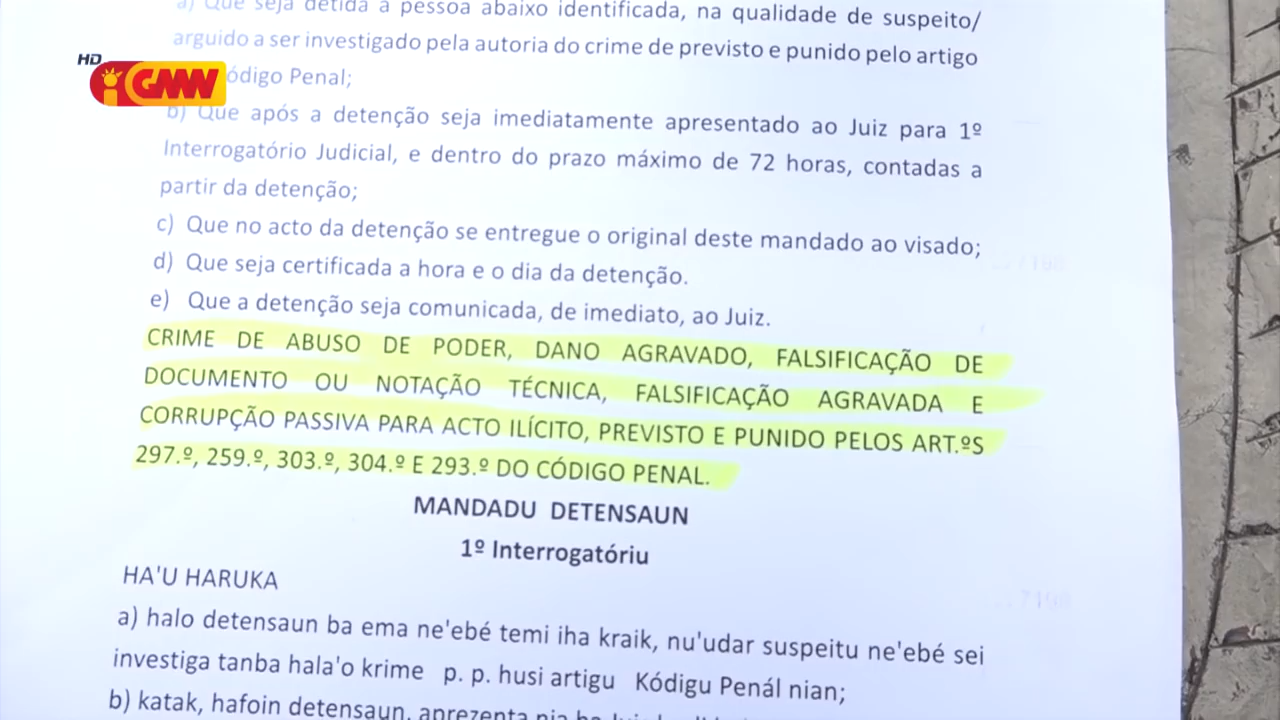 a) Que seja detida a pessoa abaixo identificada, na qualidade de suspeito/
arguido a ser investigado pela autoria do crime de previsto e punido pelo artigo
HD
GMN
ódigo Penal;
b) Que após a detenção seja imediatamente apresentado ao Juiz para 1º
Interrogatório Judicial, e dentro do prazo máximo de 72 horas, contadas a
partir da detenção;
c) Que no acto da detenção se entregue o original deste mandado ao visado;
d) Que seja certificada a hora e o dia da detenção.
e) Que a detenção seja comunicada, de imediato, ao Juiz.
CRIME DE ABUSO DE PODER, DANO AGRAVADO, FALSIFICAÇÃO DE
DOCUMENTO OU NOTAÇÃO TÉCNICA, FALSIFICAÇÃO AGRAVADA E
CORRUPÇÃO PASSIVA PARA ACTO ILÍCITO, PREVISTO E PUNIDO PELOS ART.ºS
297.º, 259.º, 303.º, 304.º E 293.º DO CÓDIGO PENAL.
MANDADU DETENSAUN
1º Interrogatóriu
HA'U HARUKA
a) halo detensaun ba ema ne'ebé temi iha kraik, nu'udar suspeitu ne'ebé sei
investiga tanba hala'o krime p. p. husi artigu Kódigu Penál nian;
b) katak, hafoin detensaun, aprezenta nia ba Juiz